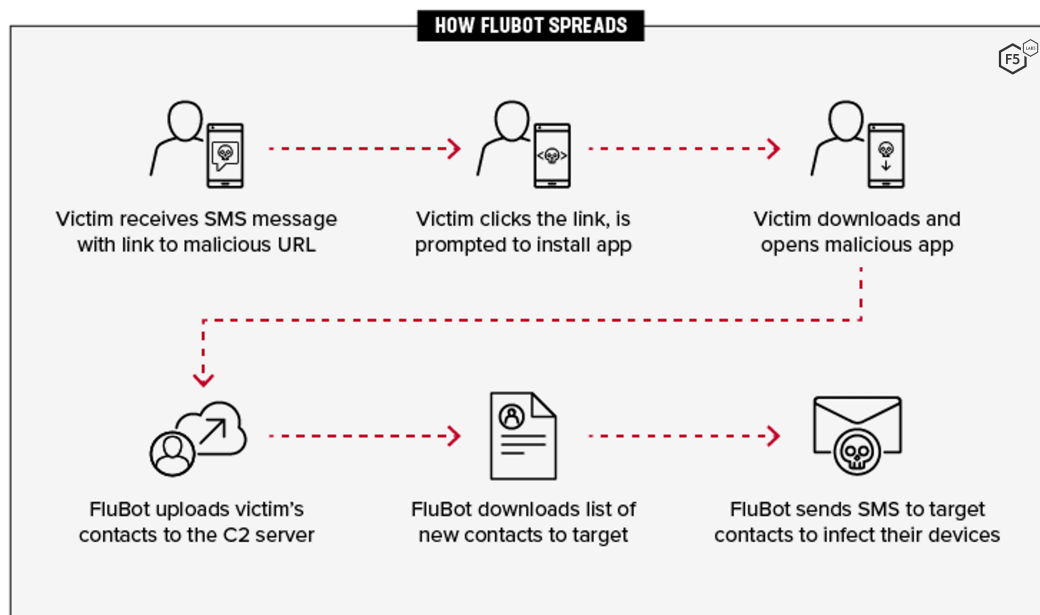 HOW FLUBOT SPREADS
F5
LABS
Victim receives SMS message
with link to malicious URL
Victim clicks the link, is
prompted to install app
Victim downloads and
opens malicious app
FluBot uploads victim's
contacts to the C2 server
FluBot downloads list of
new contacts to target
FluBot sends SMS to target
contacts to infect their devices